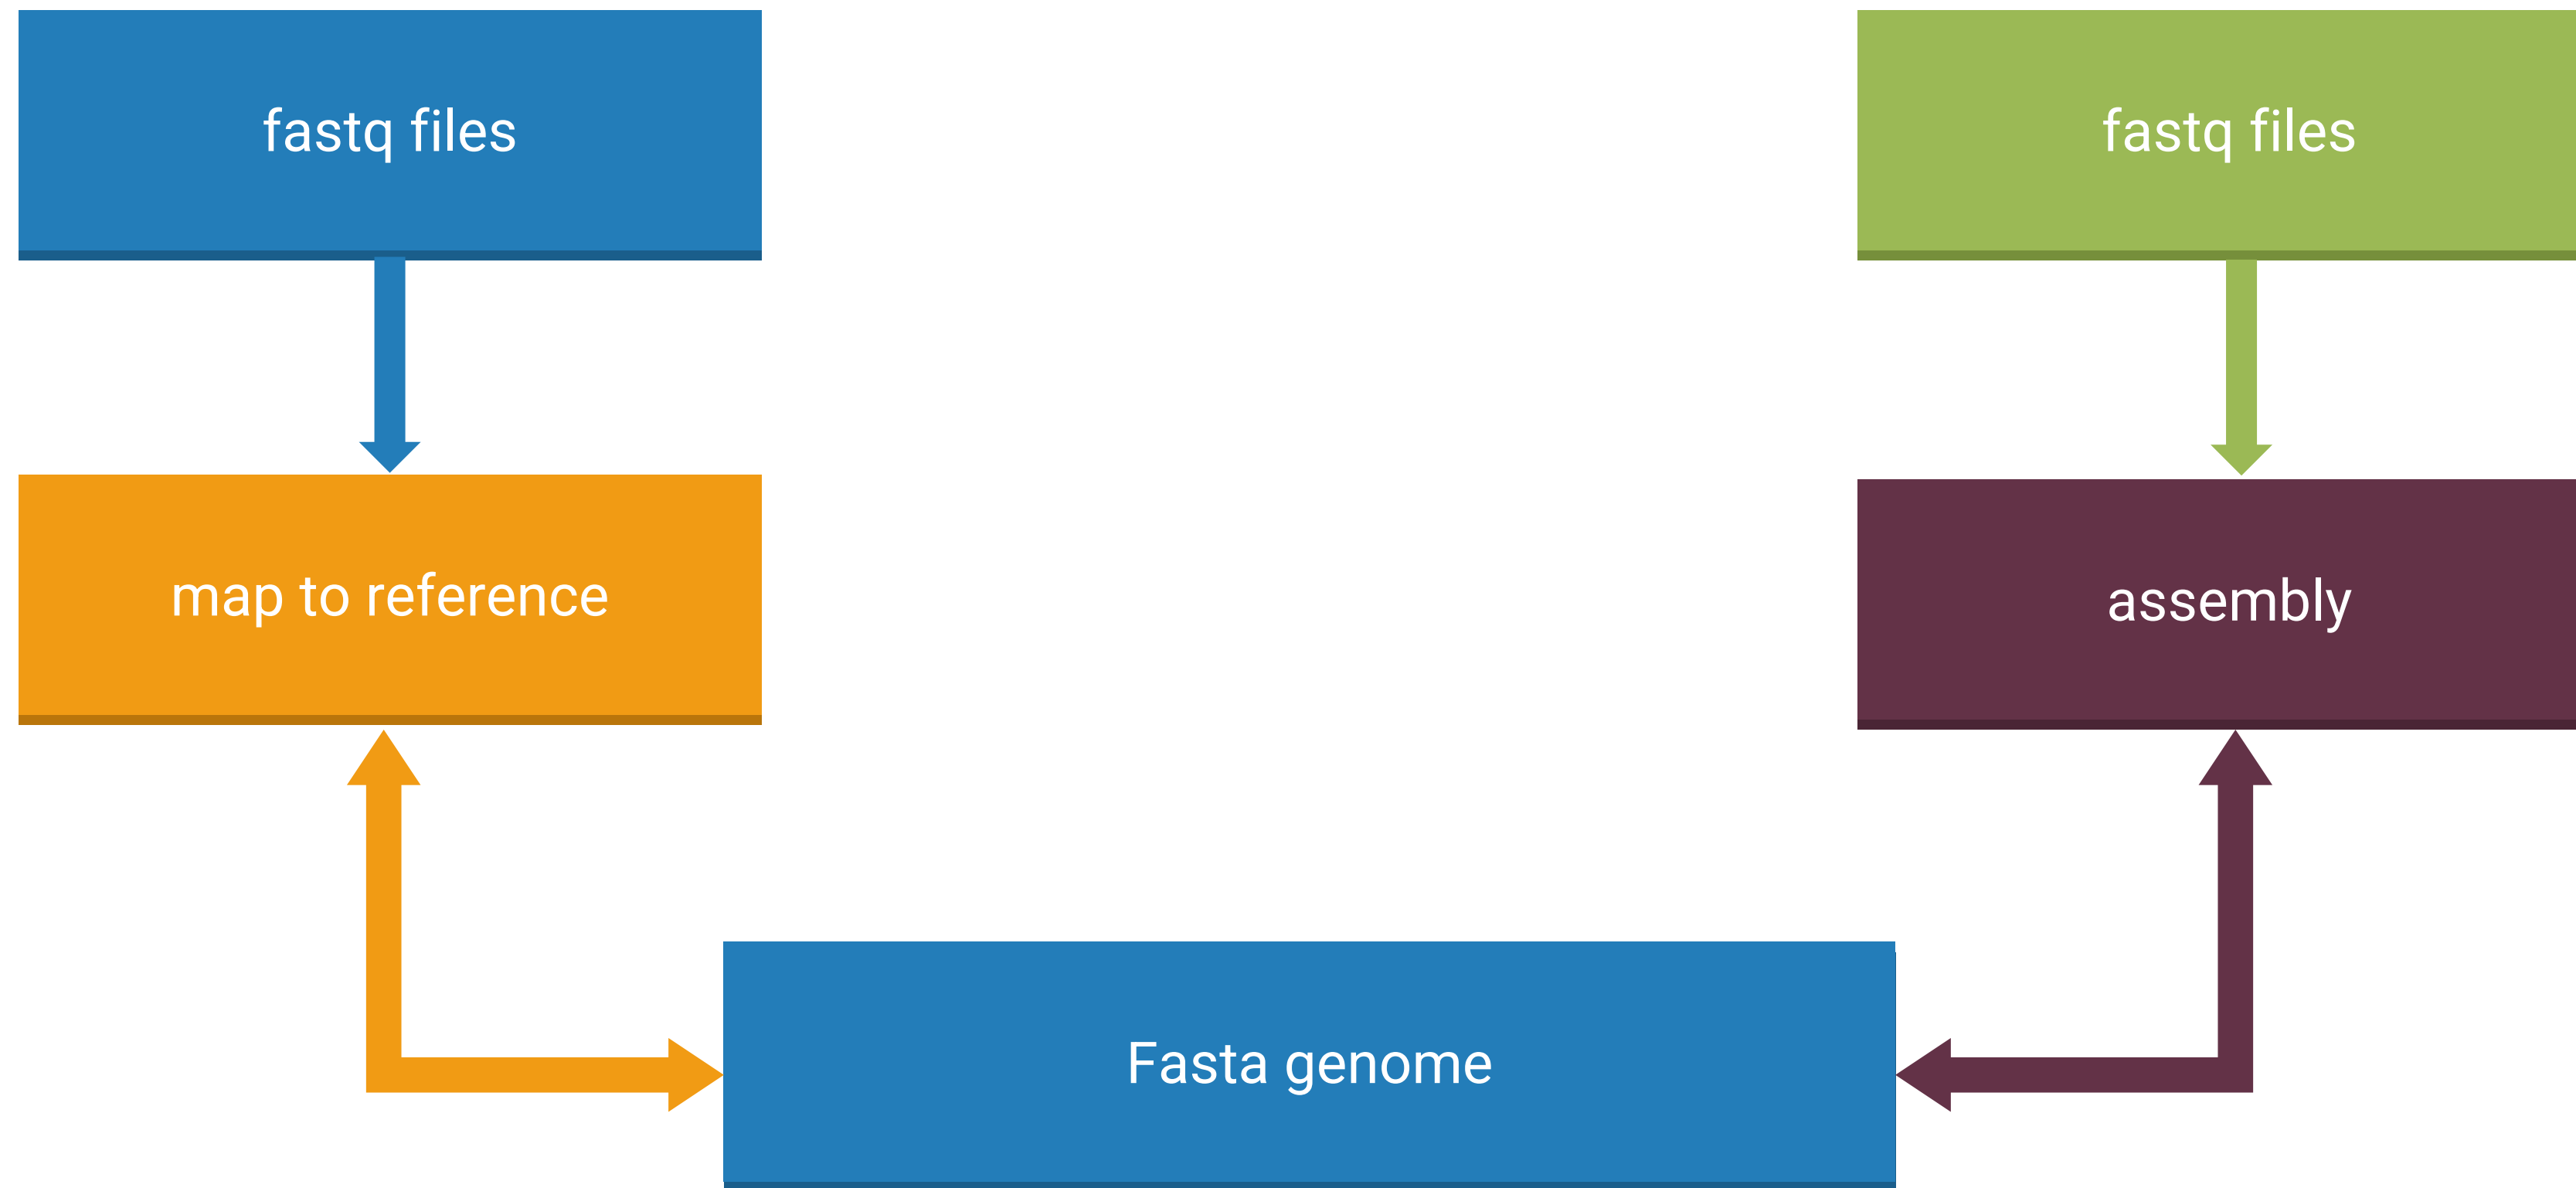 fastq files
fastq files
map to reference
assembly
Fasta genome